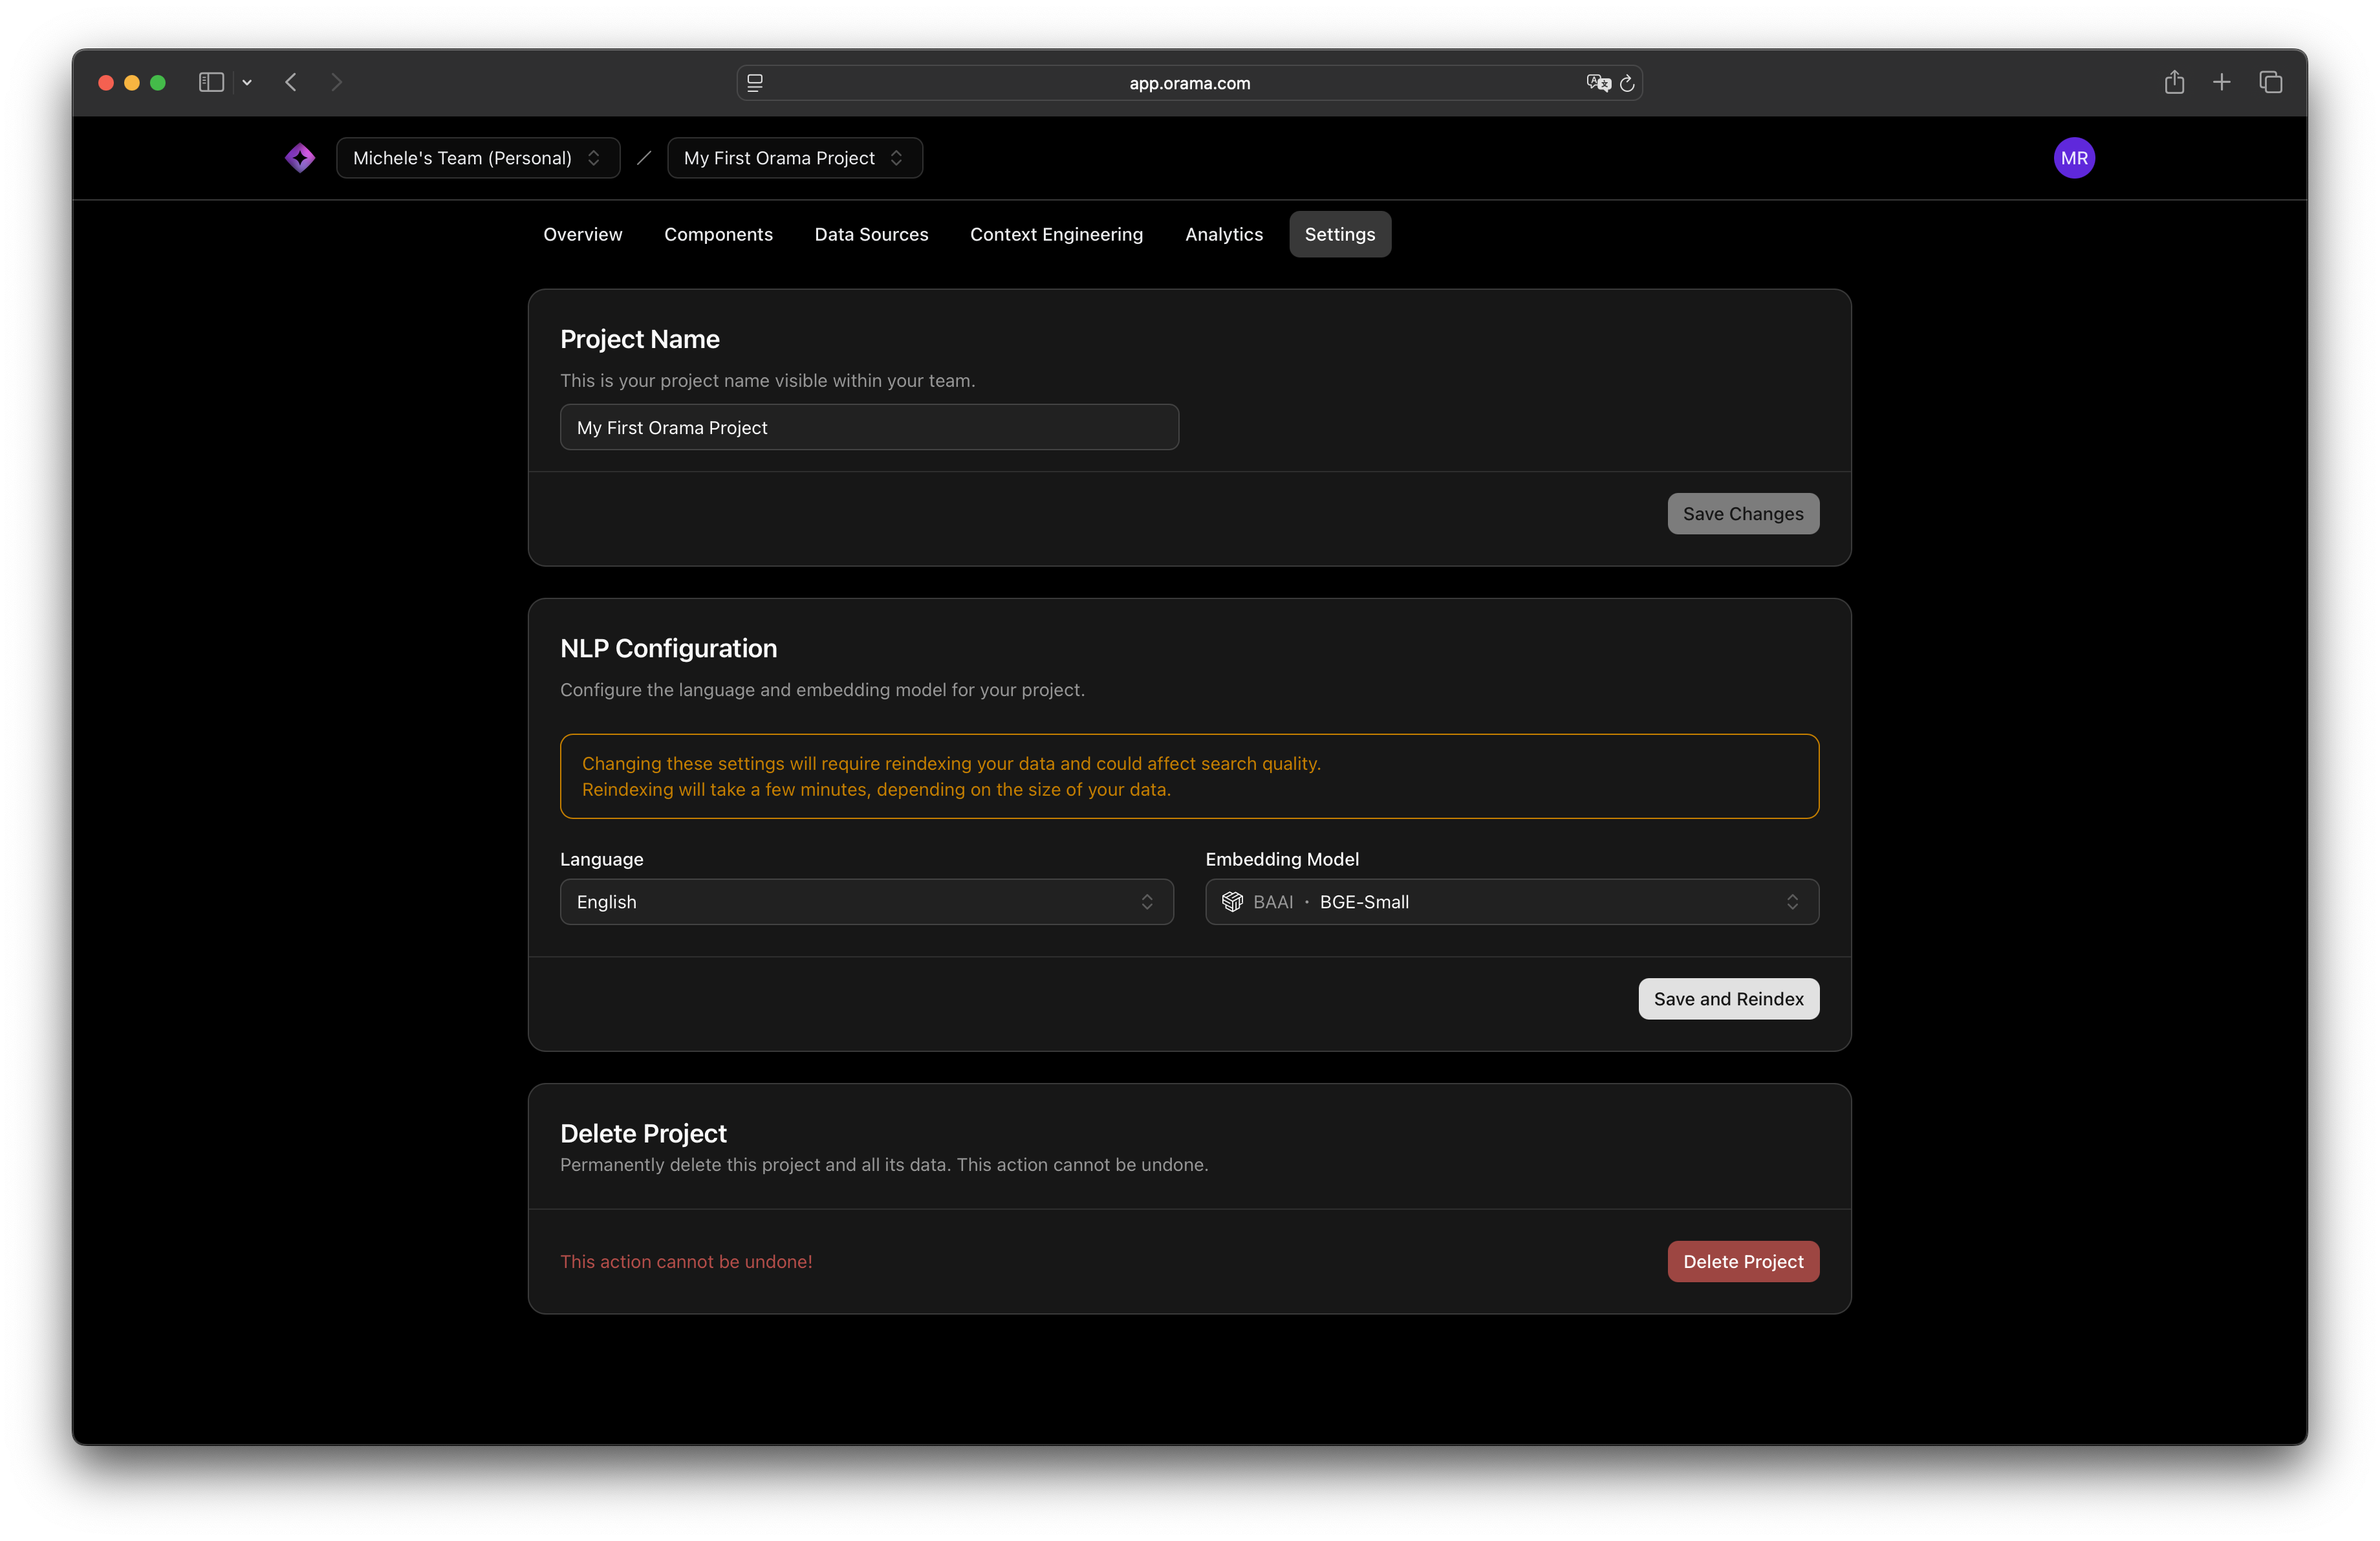 app.orama.com
Michele's Team (Personal)
My First Orama Project
MR
Overview
Components
Data Sources
Context Engineering
Analytics
Settings
Project Name
This is your project name visible within your team.
My First Orama Project
Save Changes
NLP Configuration
Configure the language and embedding model for your project.
Changing these settings will require reindexing your data and could affect search quality.
Reindexing will take a few minutes, depending on the size of your data.
Language
Embedding Model
English
BAAI • BGE-Small
Save and Reindex
Delete Project
Permanently delete this project and all its data. This action cannot be undone.
This action cannot be undone!
Delete Project